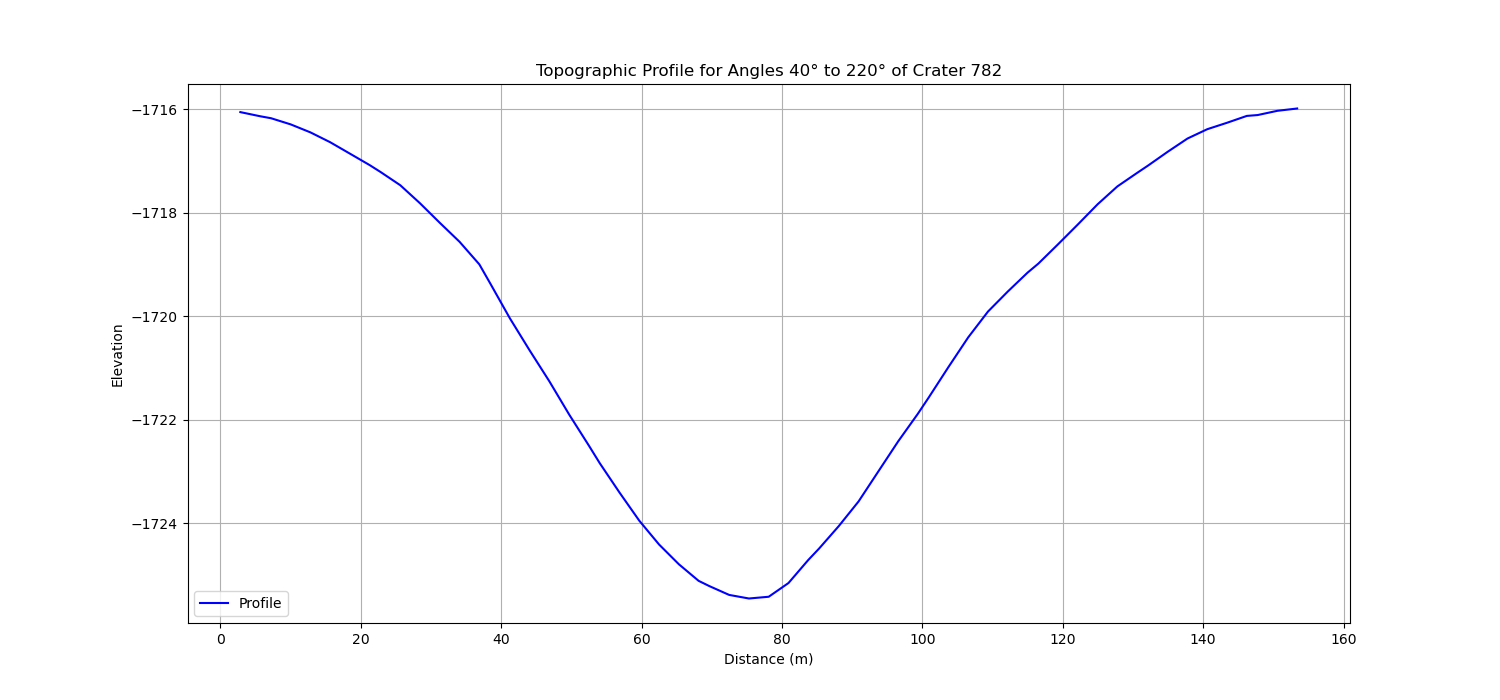 Topographic Profile for Angles 40° to 220° of Crater 782
Elevation
−1716
−1718
−1720
−1722
−1724
Profile
0 20 40 60 80 100 120 140 160
Distance (m)